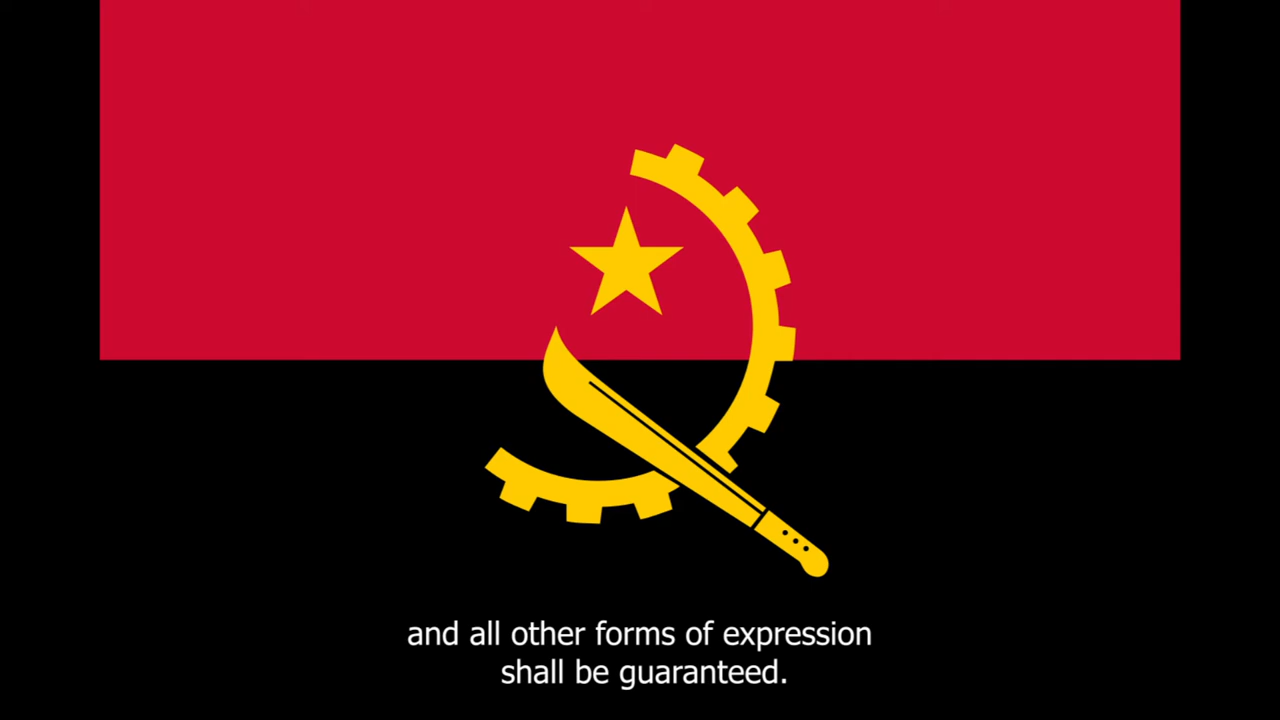 and all other forms of expression
shall be guaranteed.